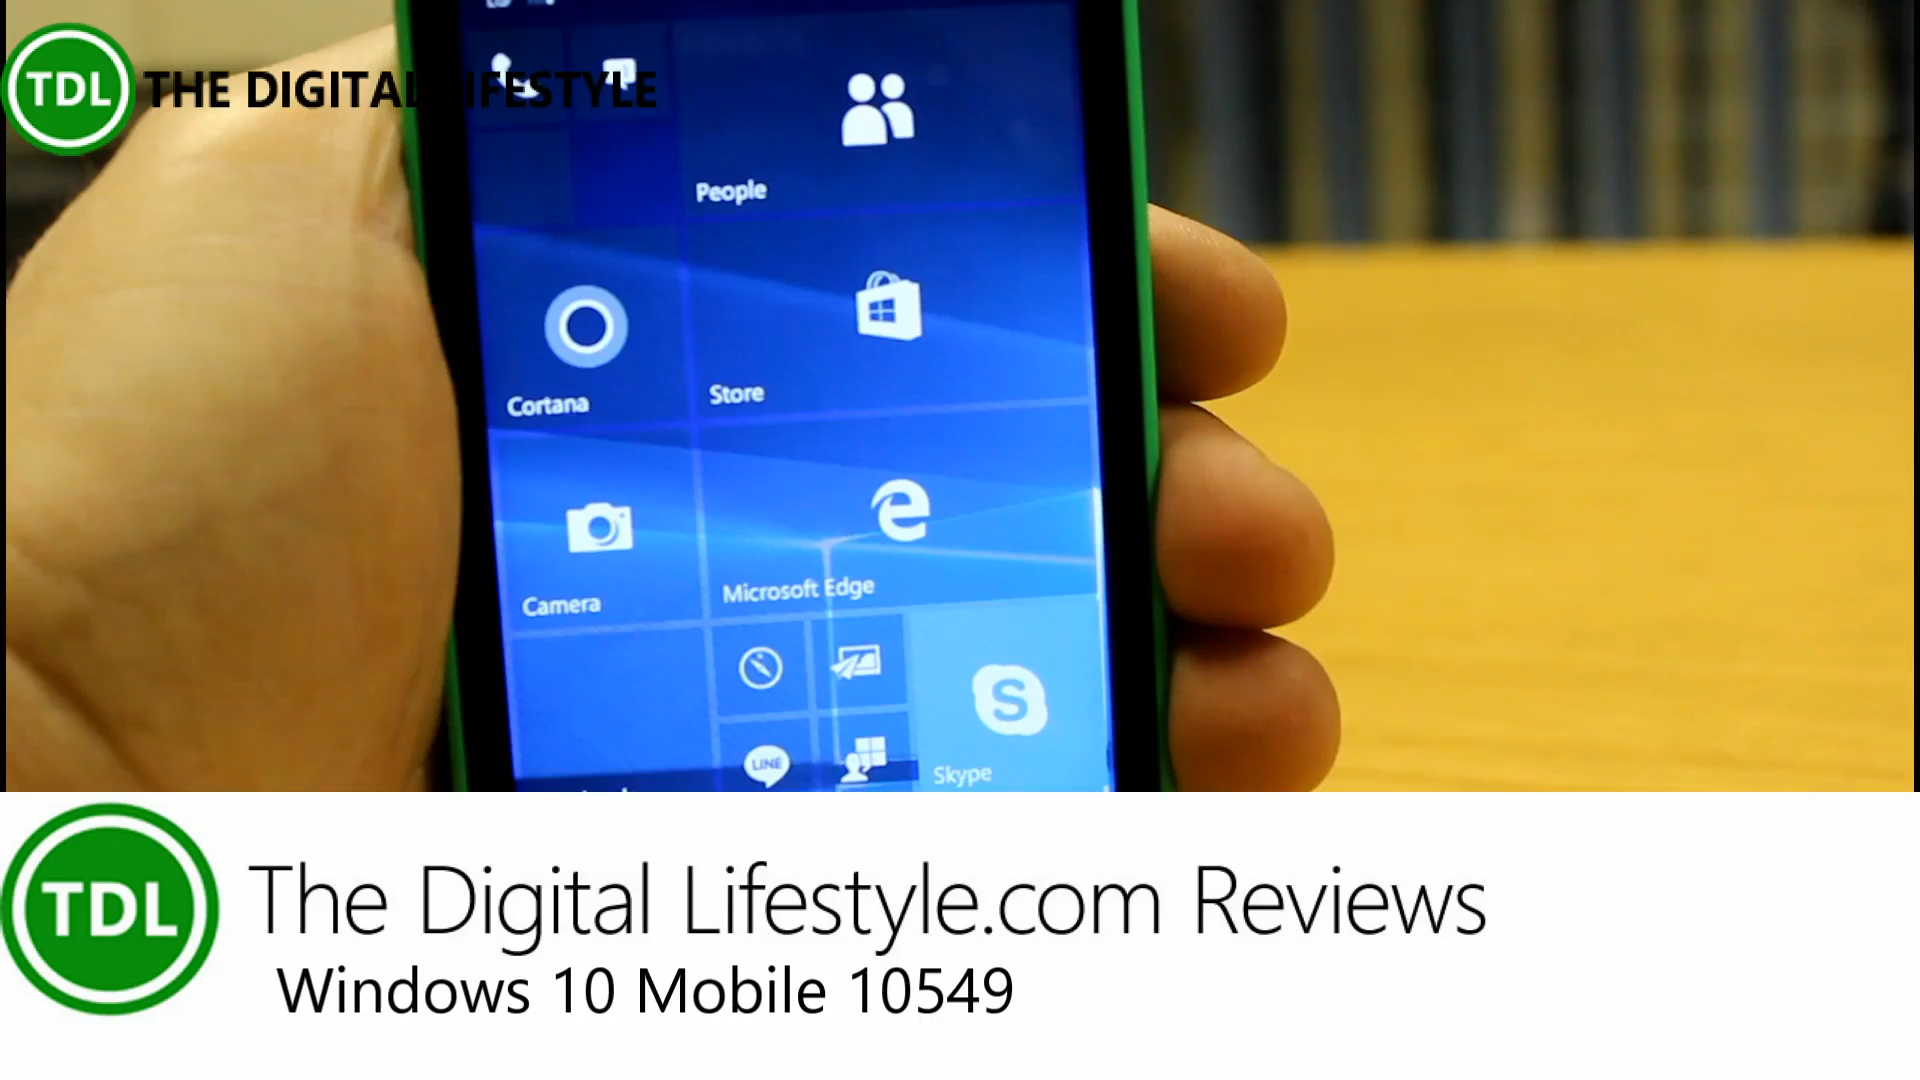 TDL THE DIGITAL LIFESTYLE
People
Cortana
Store
Camera
Microsoft Edge
LINE
Skype
TDL The Digital Lifestyle.com Reviews
Windows 10 Mobile 10549